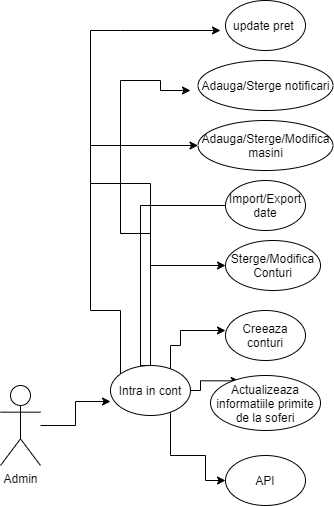 update pret
Adauga/Sterge notificari
Adauga/Sterge/Modifica
masini
Import/Export
date
Sterge/Modifica
Conturi
Creeaza
conturi
Intra in cont
Actualizeaza
informatiile primite
de la soferi
Admin
API